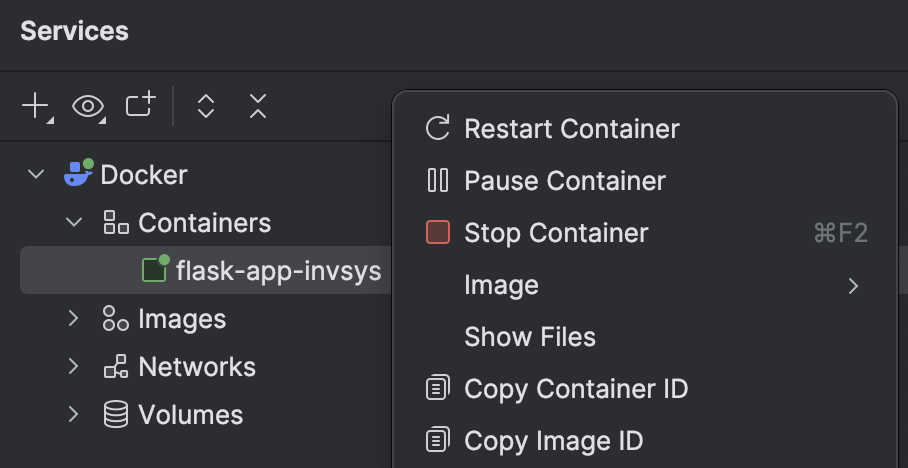 Services
Docker
Containers
flask-app-invsys
Images
Networks
Volumes
Restart Container
Pause Container
Stop Container ⌘F2
Image
Show Files
Copy Container ID
Copy Image ID